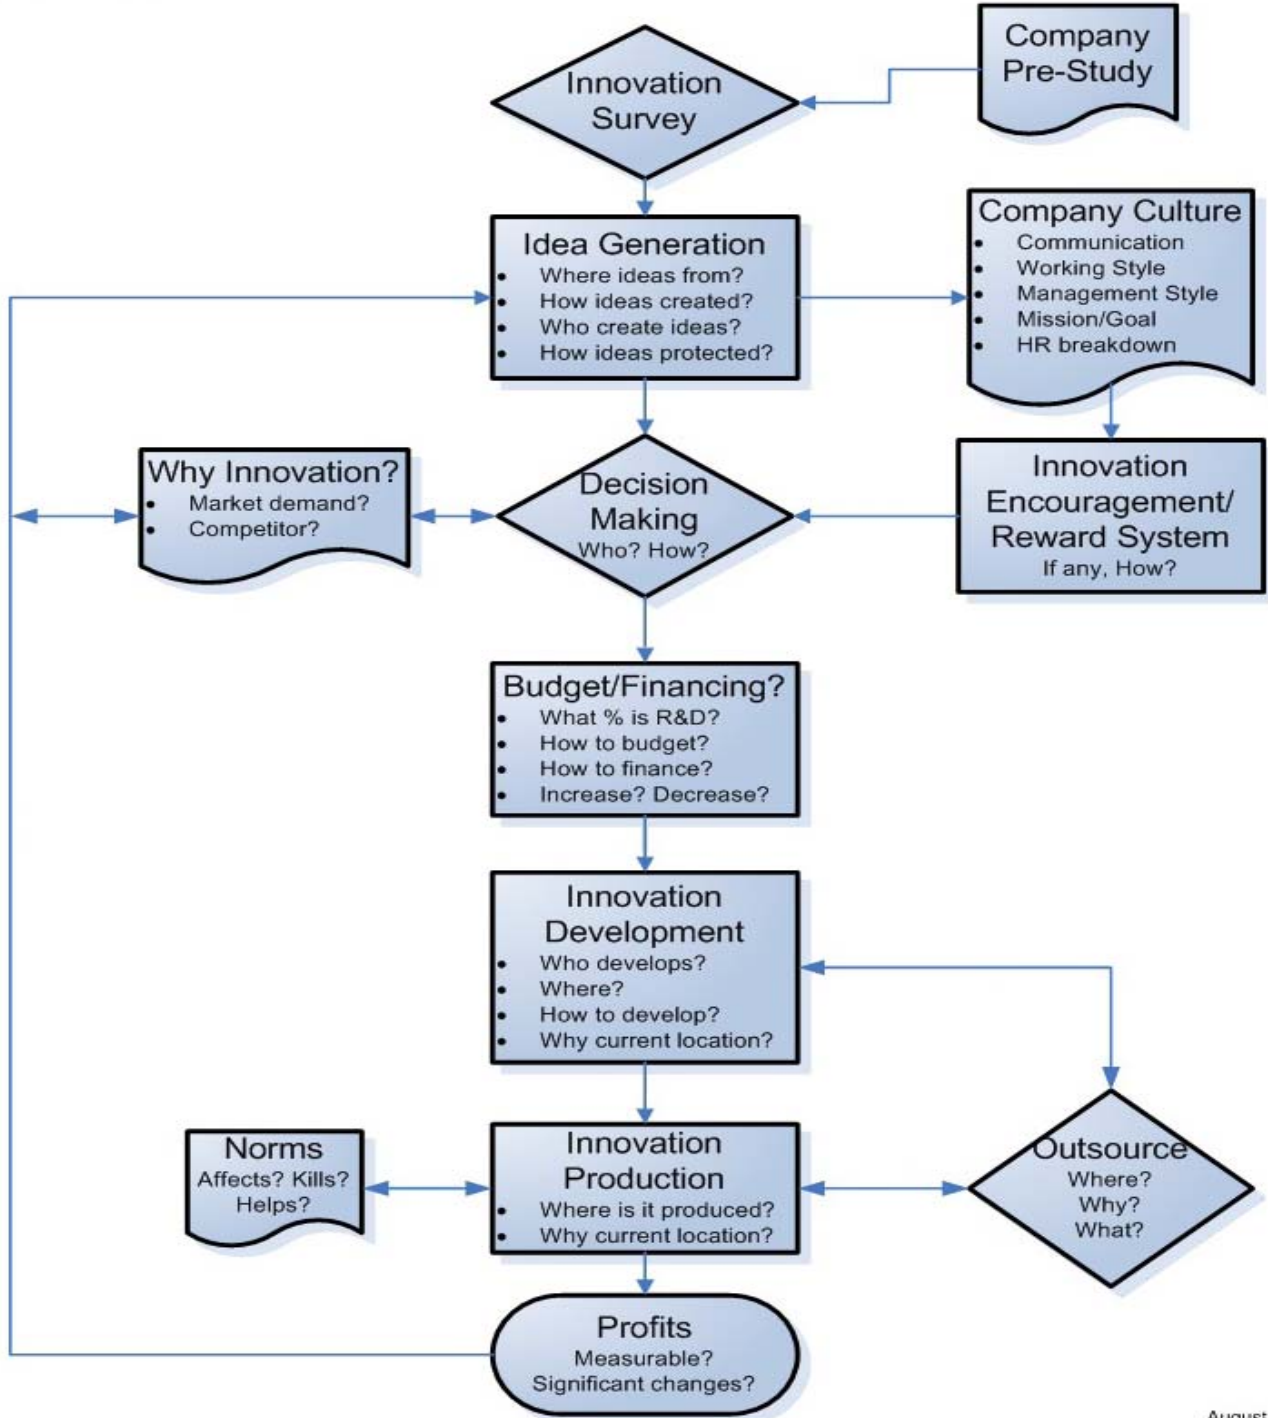 Company
Pre-Study
Innovation
Survey
Idea Generation
• Where ideas from?
• How ideas created?
• Who create ideas?
• How ideas protected?
Company Culture
• Communication
• Working Style
• Management Style
• Mission/Goal
• HR breakdown
Why Innovation?
• Market demand?
• Competitor?
Decision
Making
Who? How?
Innovation
Encouragement/
Reward System
If any, How?
Budget/Financing?
• What % is R&D?
• How to budget?
• How to finance?
• Increase? Decrease?
Innovation
Development
• Who develops?
• Where?
• How to develop?
• Why current location?
Norms
Affects? Kills?
Helps?
Innovation
Production
• Where is it produced?
• Why current location?
Outsource
Where?
Why?
What?
Profits
Measurable?
Significant changes?
August